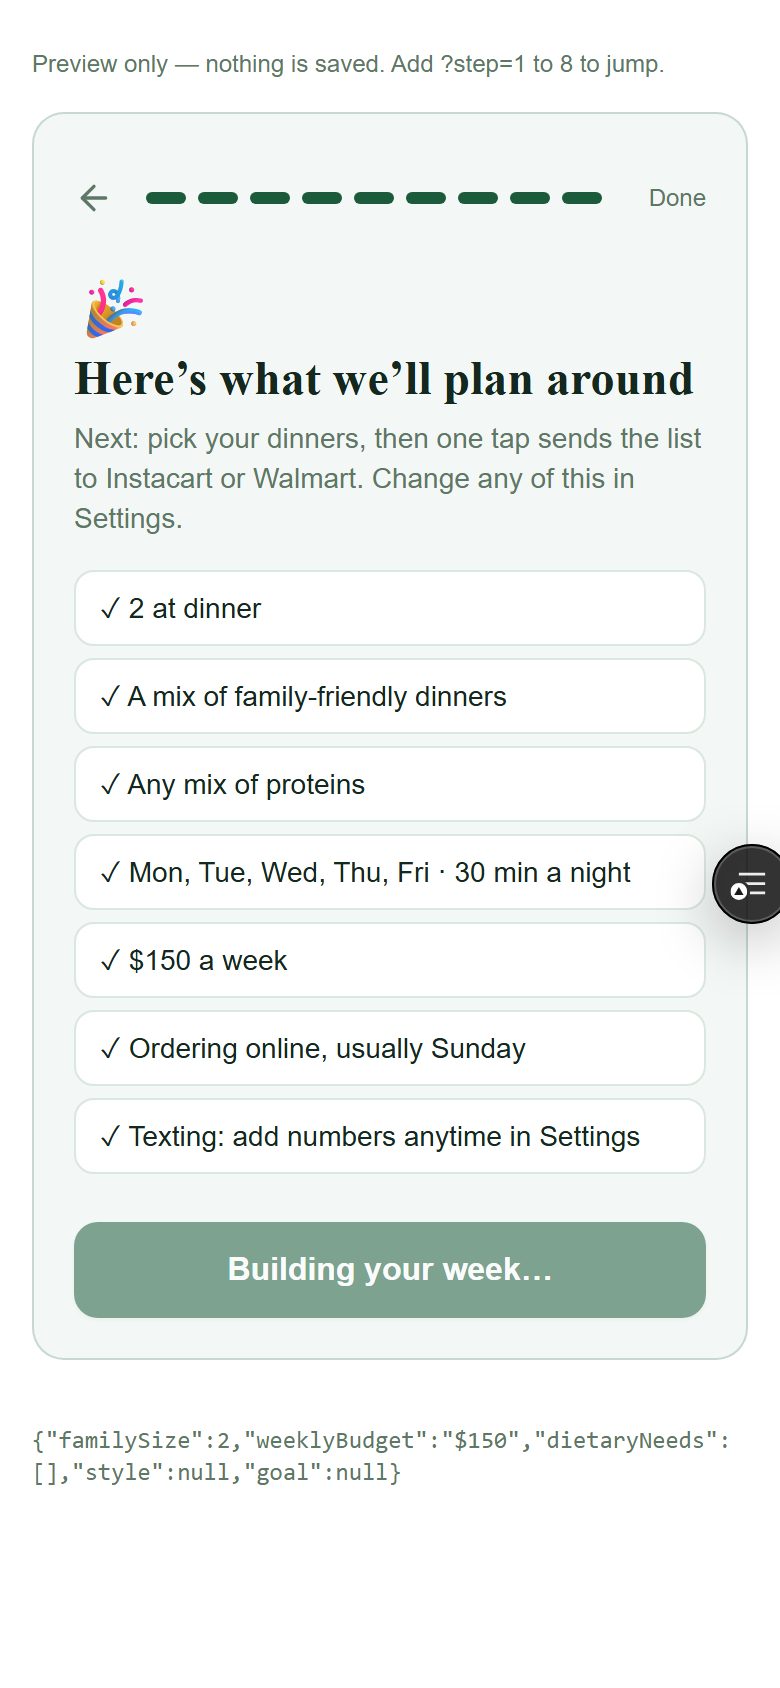 Preview only — nothing is saved. Add ?step=1 to 8 to jump.
Done
Here’s what we’ll plan around
Next: pick your dinners, then one tap sends the list
to Instacart or Walmart. Change any of this in
Settings.
✓ 2 at dinner
✓ A mix of family-friendly dinners
✓ Any mix of proteins
✓ Mon, Tue, Wed, Thu, Fri · 30 min a night
✓ $150 a week
✓ Ordering online, usually Sunday
✓ Texting: add numbers anytime in Settings
Building your week…
{"familySize":2,"weeklyBudget":"$150","dietaryNeeds":
[],"style":null,"goal":null}